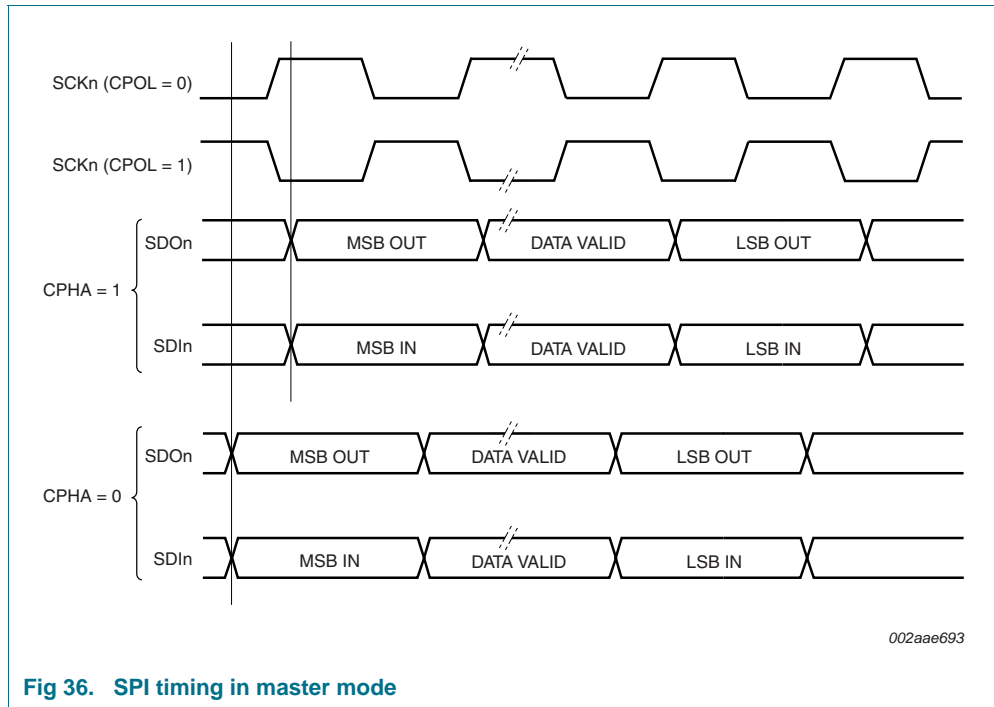 SCKn (CPOL = 0)
SCKn (CPOL = 1)
SDOn
MSB OUT
DATA VALID
LSB OUT
CPHA = 1
SDIn
MSB IN
DATA VALID
LSB IN
SDOn
MSB OUT
DATA VALID
LSB OUT
CPHA = 0
SDIn
MSB IN
DATA VALID
LSB IN
002aae693
Fig 36. SPI timing in master mode